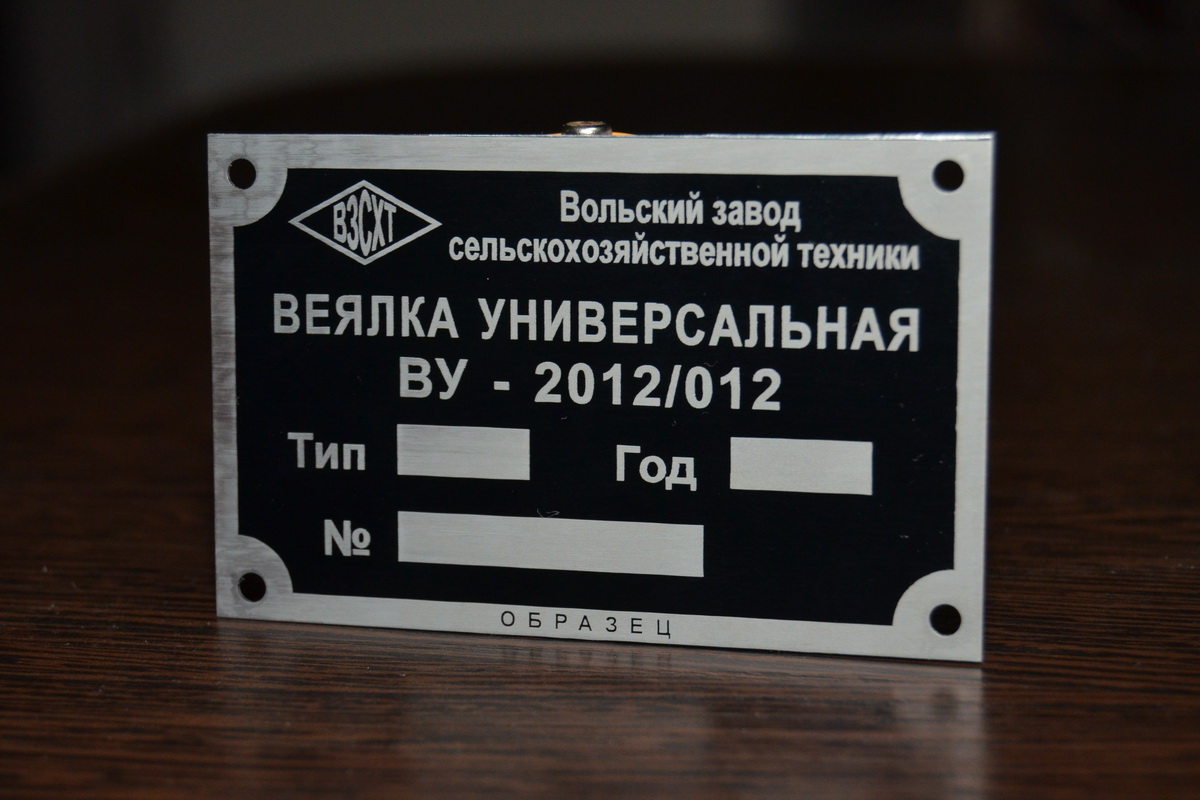 ВЗСХТ
Вольский завод
сельскохозяйственной техники
ВЕЯЛКА УНИВЕРСАЛЬНАЯ
ВУ - 2012/012
Тип Год
№
ОБРАЗЕЦ